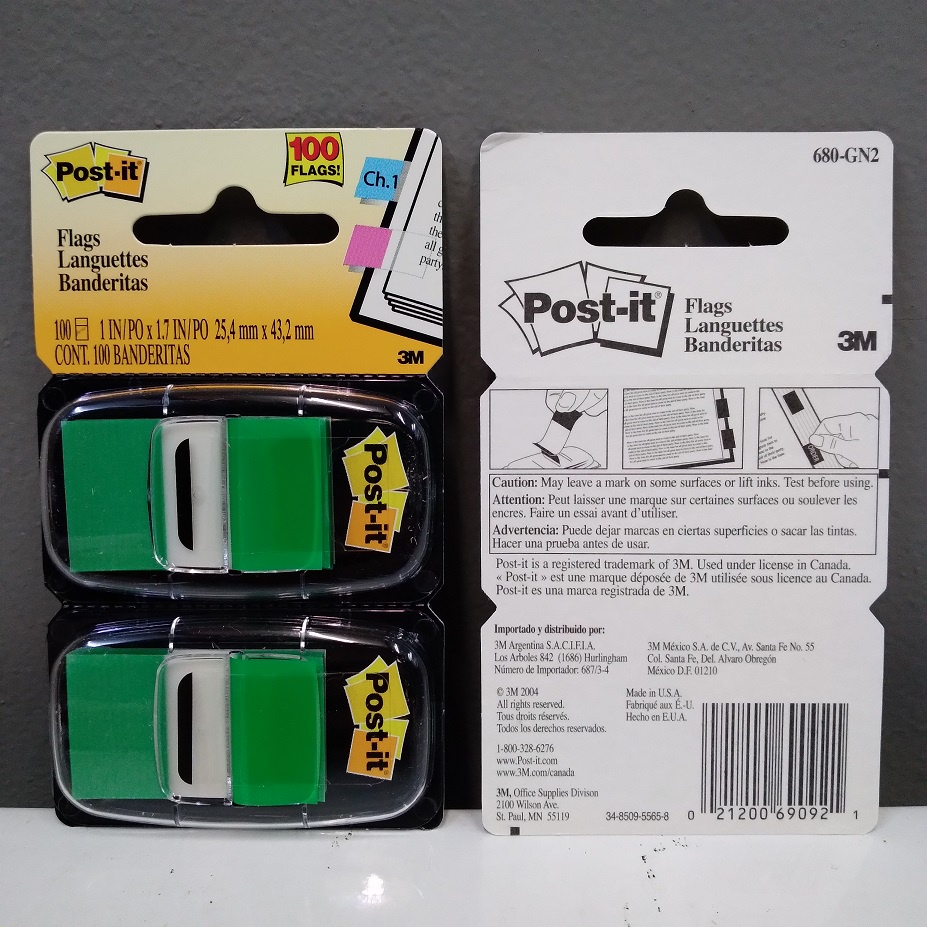 Post-it
100
FLAGS!
Ch.1
Flags
Languettes
Banderitas
th
the
all g
party
100 1 IN/PO x 1.7 IN/PO 25,4 mm x 43,2 mm
CONT. 100 BANDERITAS
3M
Post-it
Post-it
680-GN2
Post-it®
Flags
Languettes
Banderitas
3M
Caution: May leave a mark on some surfaces or lift inks. Test before using.
Attention: Peut laisser une marque sur certaines surfaces ou soulever les
encres. Faire un essai avant d'utiliser.
Advertencia: Puede dejar marcas en ciertas superficies o sacar las tintas.
Hacer una prueba antes de usar.
Post-it is a registered trademark of 3M. Used under license in Canada.
« Post-it » est une marque déposée de 3M utilisée sous licence au Canada.
Post-it es una marca registrada de 3M.
Importado y distribuido por:
3M Argentina S.A.C.I.F.I.A.
Los Arboles 842 (1686) Hurlingham
Número de Importador: 687/3-4
3M México S.A. de C.V., Av. Santa Fe No. 55
Col. Santa Fe, Del. Alvaro Obregón
México D.F. 01210
© 3M 2004
All rights reserved.
Tous droits réservés.
Todos los derechos reservados.
Made in U.S.A.
Fabriqué aux É.-U.
Hecho en E.U.A.
1-800-328-6276
www.Post-it.com
www.3M.com/canada
3M, Office Supplies Divison
2100 Wilson Ave.
St. Paul, MN 55119
34-8509-5565-8
0 21200 69092 1